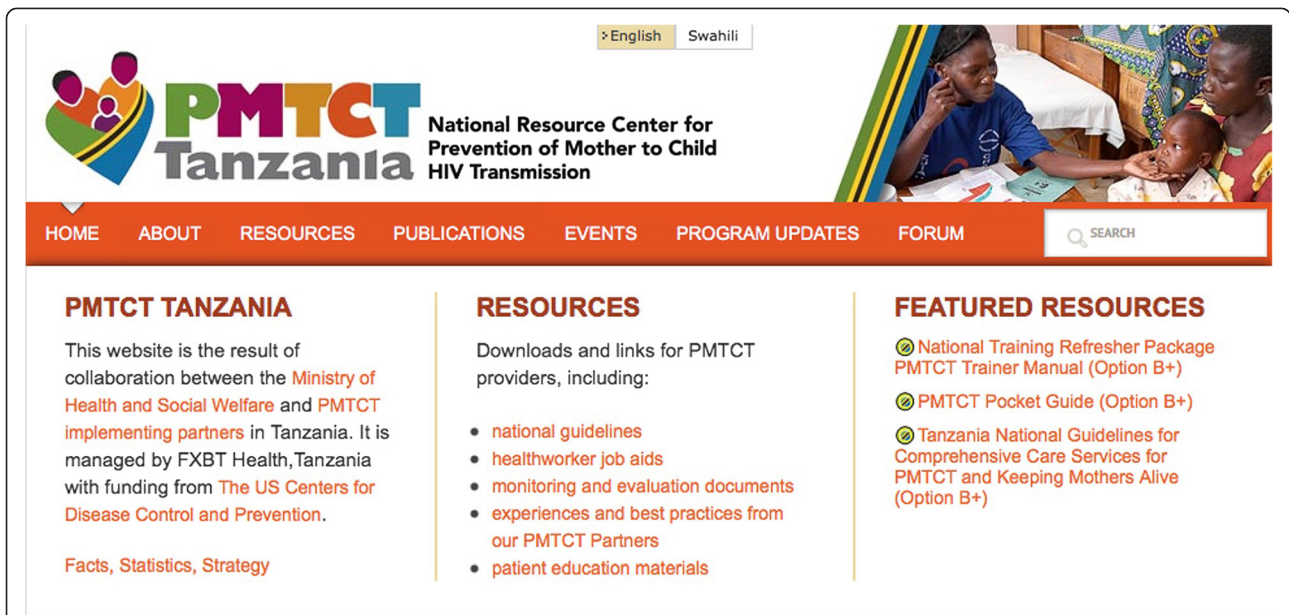 English Swahili
PMTCT
Tanzania
National Resource Center for
Prevention of Mother to Child
HIV Transmission
HOME ABOUT RESOURCES PUBLICATIONS EVENTS PROGRAM UPDATES FORUM SEARCH
PMTCT TANZANIA
This website is the result of
collaboration between the Ministry of
Health and Social Welfare and PMTCT
implementing partners in Tanzania. It is
managed by FXBT Health,Tanzania
with funding from The US Centers for
Disease Control and Prevention.
Facts, Statistics, Strategy
RESOURCES
Downloads and links for PMTCT
providers, including:
national guidelines
healthworker job aids
monitoring and evaluation documents
experiences and best practices from
our PMTCT Partners
patient education materials
FEATURED RESOURCES
National Training Refresher Package
PMTCT Trainer Manual (Option B+)
PMTCT Pocket Guide (Option B+)
Tanzania National Guidelines for
Comprehensive Care Services for
PMTCT and Keeping Mothers Alive
(Option B+)